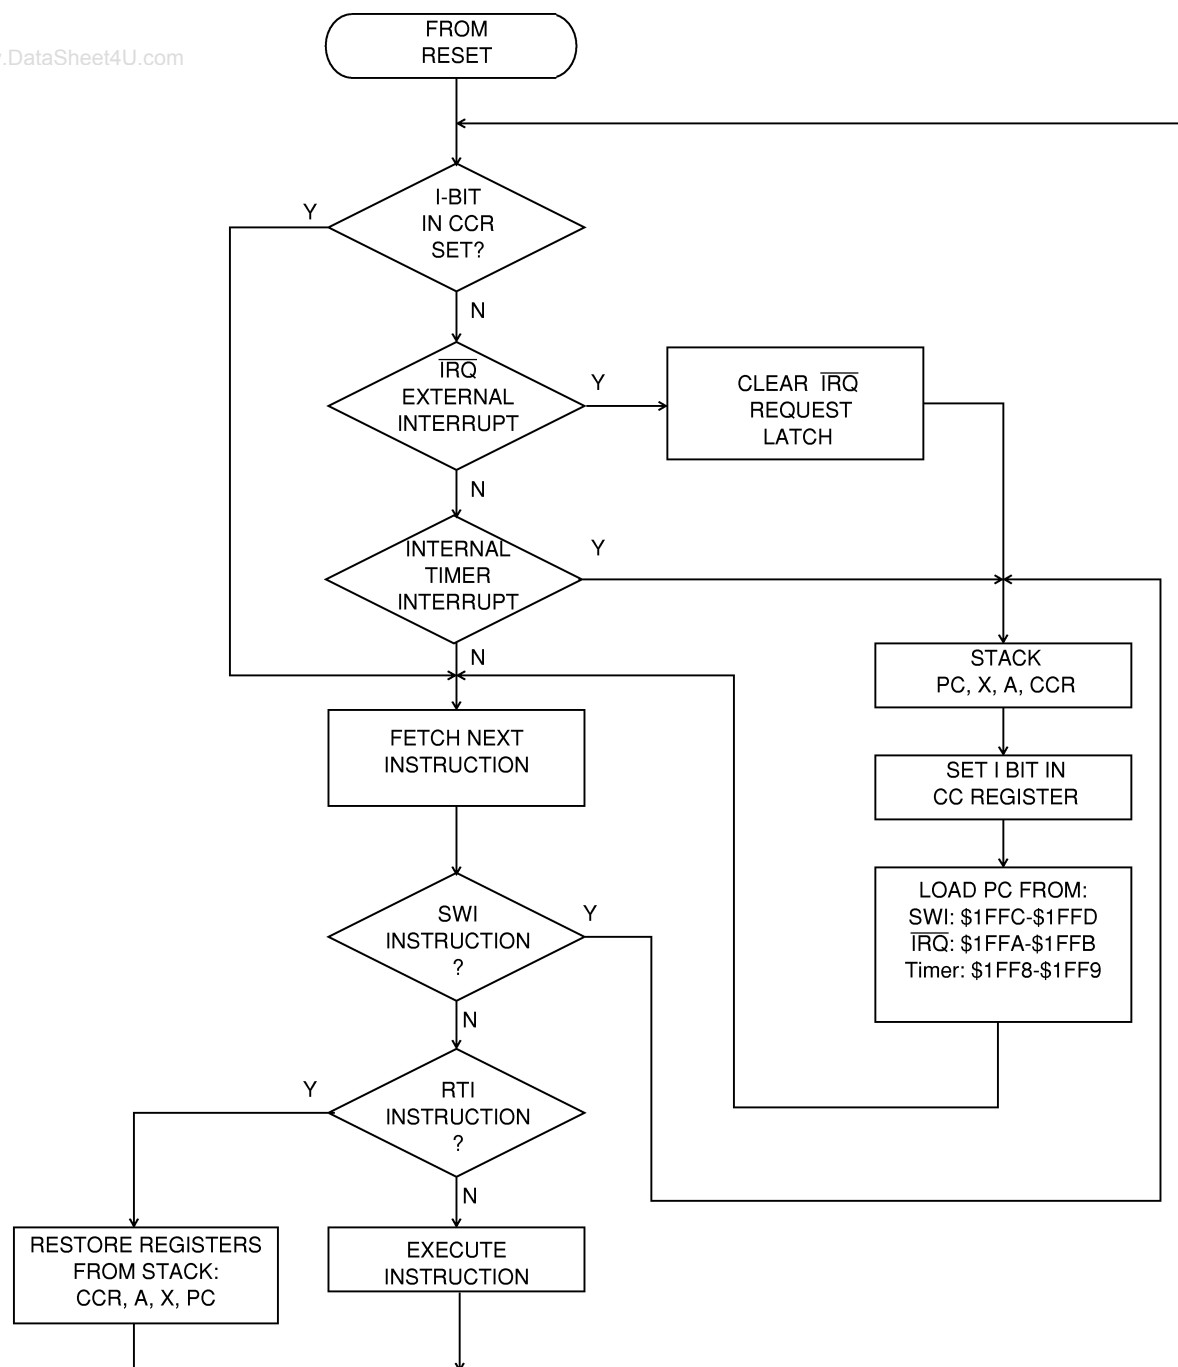 FROM
RESET
.DataSheet4U.com
I-BIT
IN CCR
SET?
Y
N
IRQ
EXTERNAL
INTERRUPT
Y
CLEAR IRQ
REQUEST
LATCH
N
INTERNAL
TIMER
INTERRUPT
Y
N
STACK
PC, X, A, CCR
FETCH NEXT
INSTRUCTION
SET I BIT IN
CC REGISTER
LOAD PC FROM:
SWI: $1FFC-$1FFD
IRQ: $1FFA-$1FFB
Timer: $1FF8-$1FF9
SWI
INSTRUCTION
?
Y
N
RTI
INSTRUCTION
?
Y
N
RESTORE REGISTERS
FROM STACK:
CCR, A, X, PC
EXECUTE
INSTRUCTION